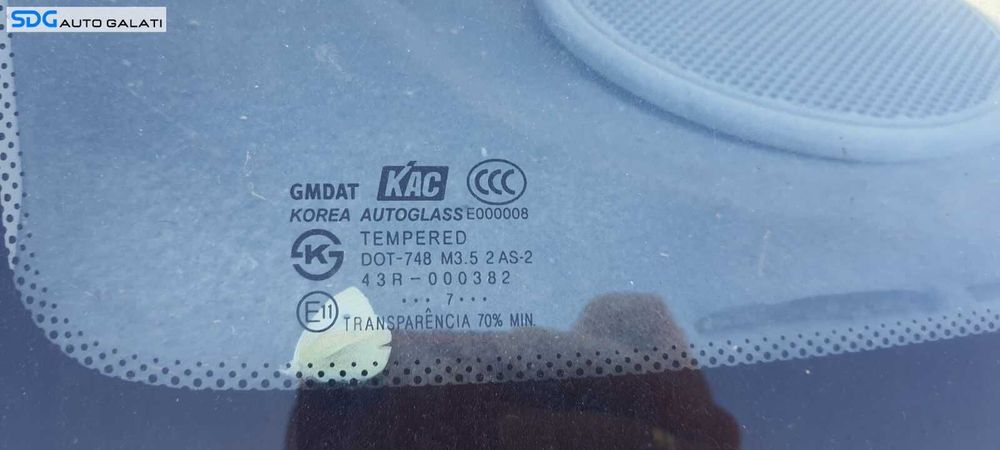 SDG AUTO GALATI
GMDAT KAC CCC
KOREA AUTOGLASS E000008
KS TEMPERED
DOT-748 M3.5 2 AS-2
43R-000382
... 7 ...
E11 TRANSPARÊNCIA 70% MIN.